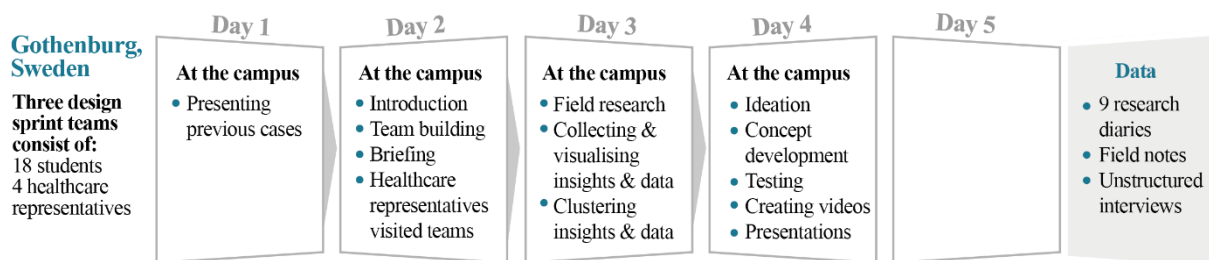 Gothenburg,
Sweden
Three design
sprint teams
consist of:
18 students
4 healthcare
representatives
Day 1
At the campus
• Presenting
previous cases
Day 2
At the campus
• Introduction
• Team building
• Briefing
• Healthcare
representatives
visited teams
Day 3
At the campus
• Field research
• Collecting &
visualising
insights & data
• Clustering
insights & data
Day 4
At the campus
• Ideation
• Concept
development
• Testing
• Creating videos
• Presentations
Day 5
Data
• 9 research
diaries
• Field notes
• Unstructured
interviews